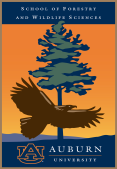 School of Forestry
and Wildlife Sciences
AU
Auburn
University